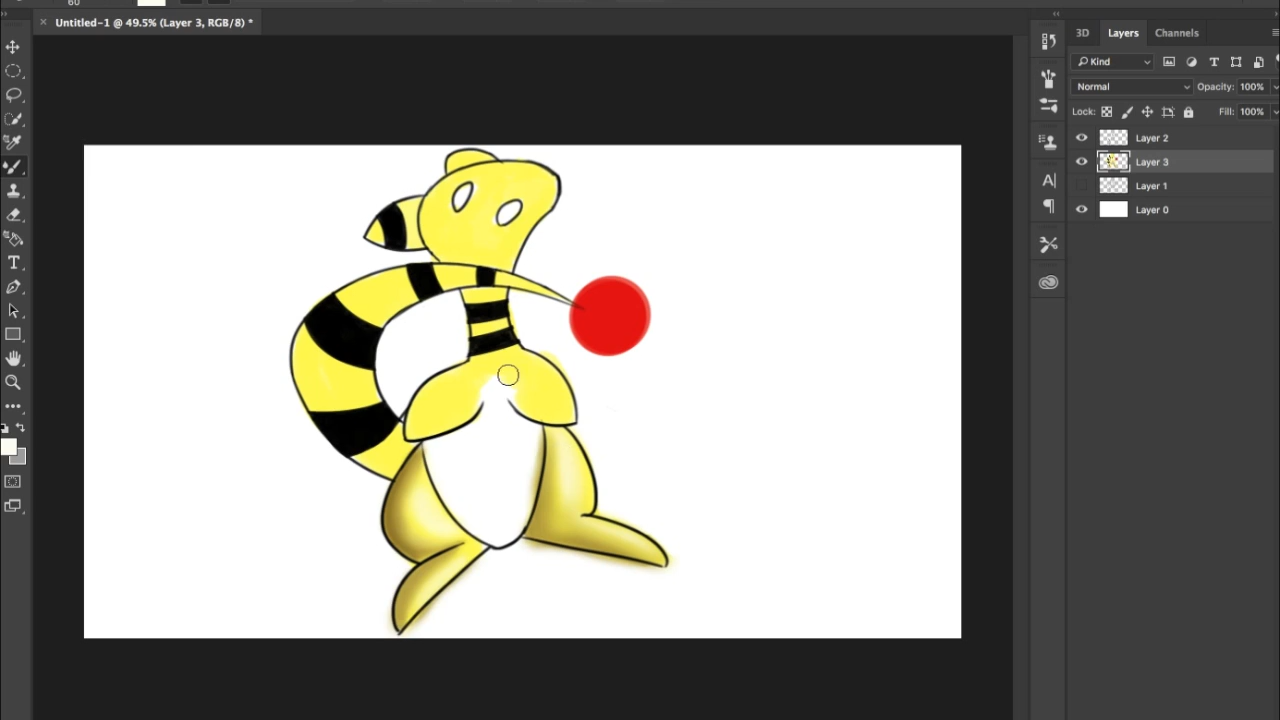 60
Untitled-1 @ 49.5% (Layer 3, RGB/8) *
3D Layers Channels
Kind
Normal Opacity: 100%
Lock: Fill: 100%
Layer 2
Layer 3
Layer 1
Layer 0